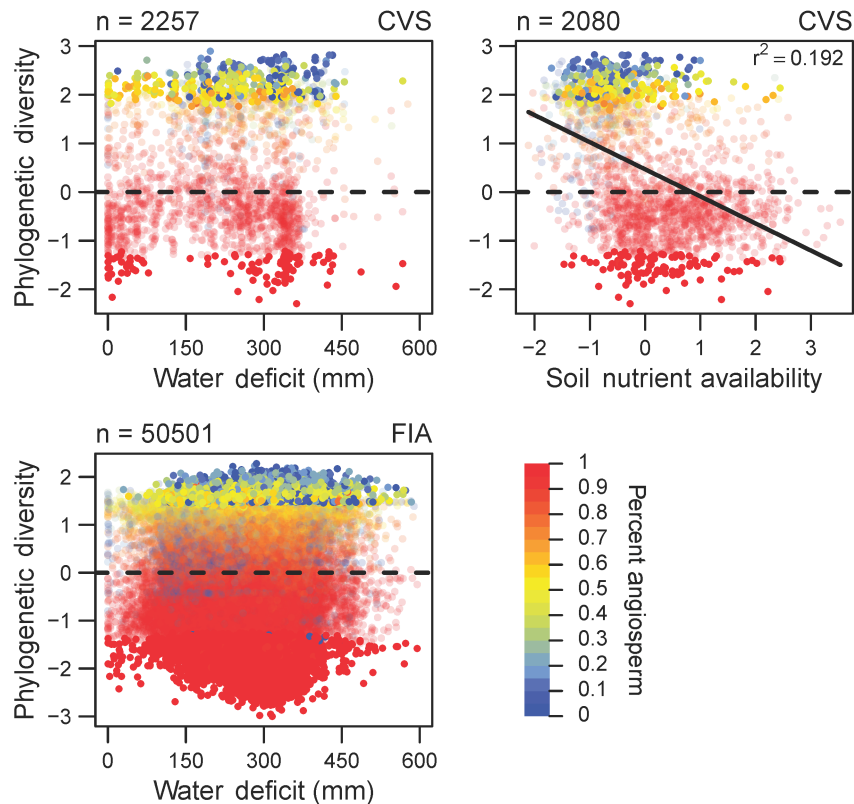 n = 2257 CVS
Phylogenetic diversity
3
2
1
0
−1
−2
0 150 300 450 600
Water deficit (mm)
n = 2080 CVS
r² = 0.192
3
2
1
0
−1
−2
−2 −1 0 1 2 3
Soil nutrient availability
n = 50501 FIA
Phylogenetic diversity
2
1
0
−1
−2
−3
0 150 300 450 600
Water deficit (mm)
1
0.9
0.8
0.7
0.6
0.5
0.4
0.3
0.2
0.1
0
Percent angiosperm